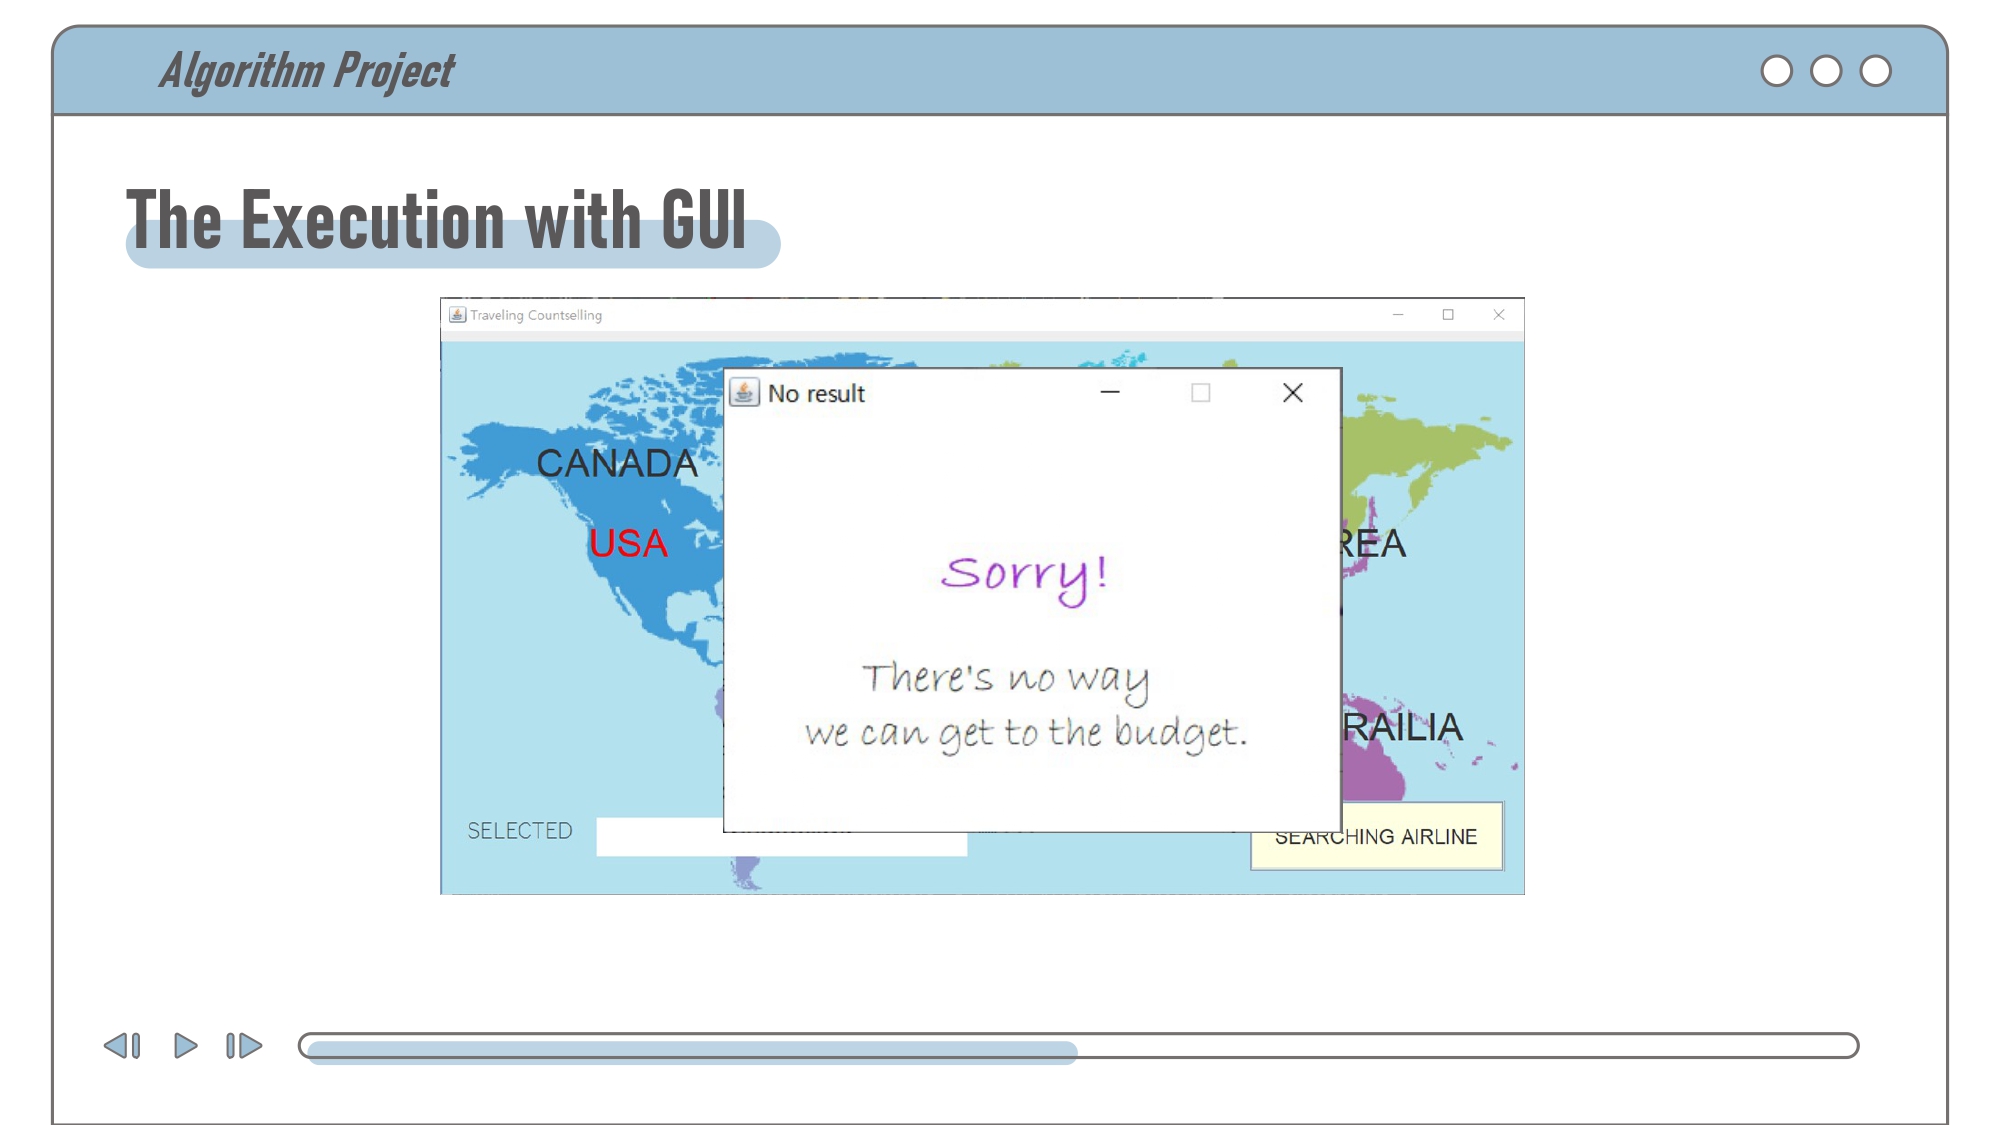 Algorithm Project
The Execution with GUI
Traveling Countselling
No result
CANADA
USA
REA
Sorry!
There's no way
we can get to the budget.
RAILIA
SELECTED
SEARCHING AIRLINE